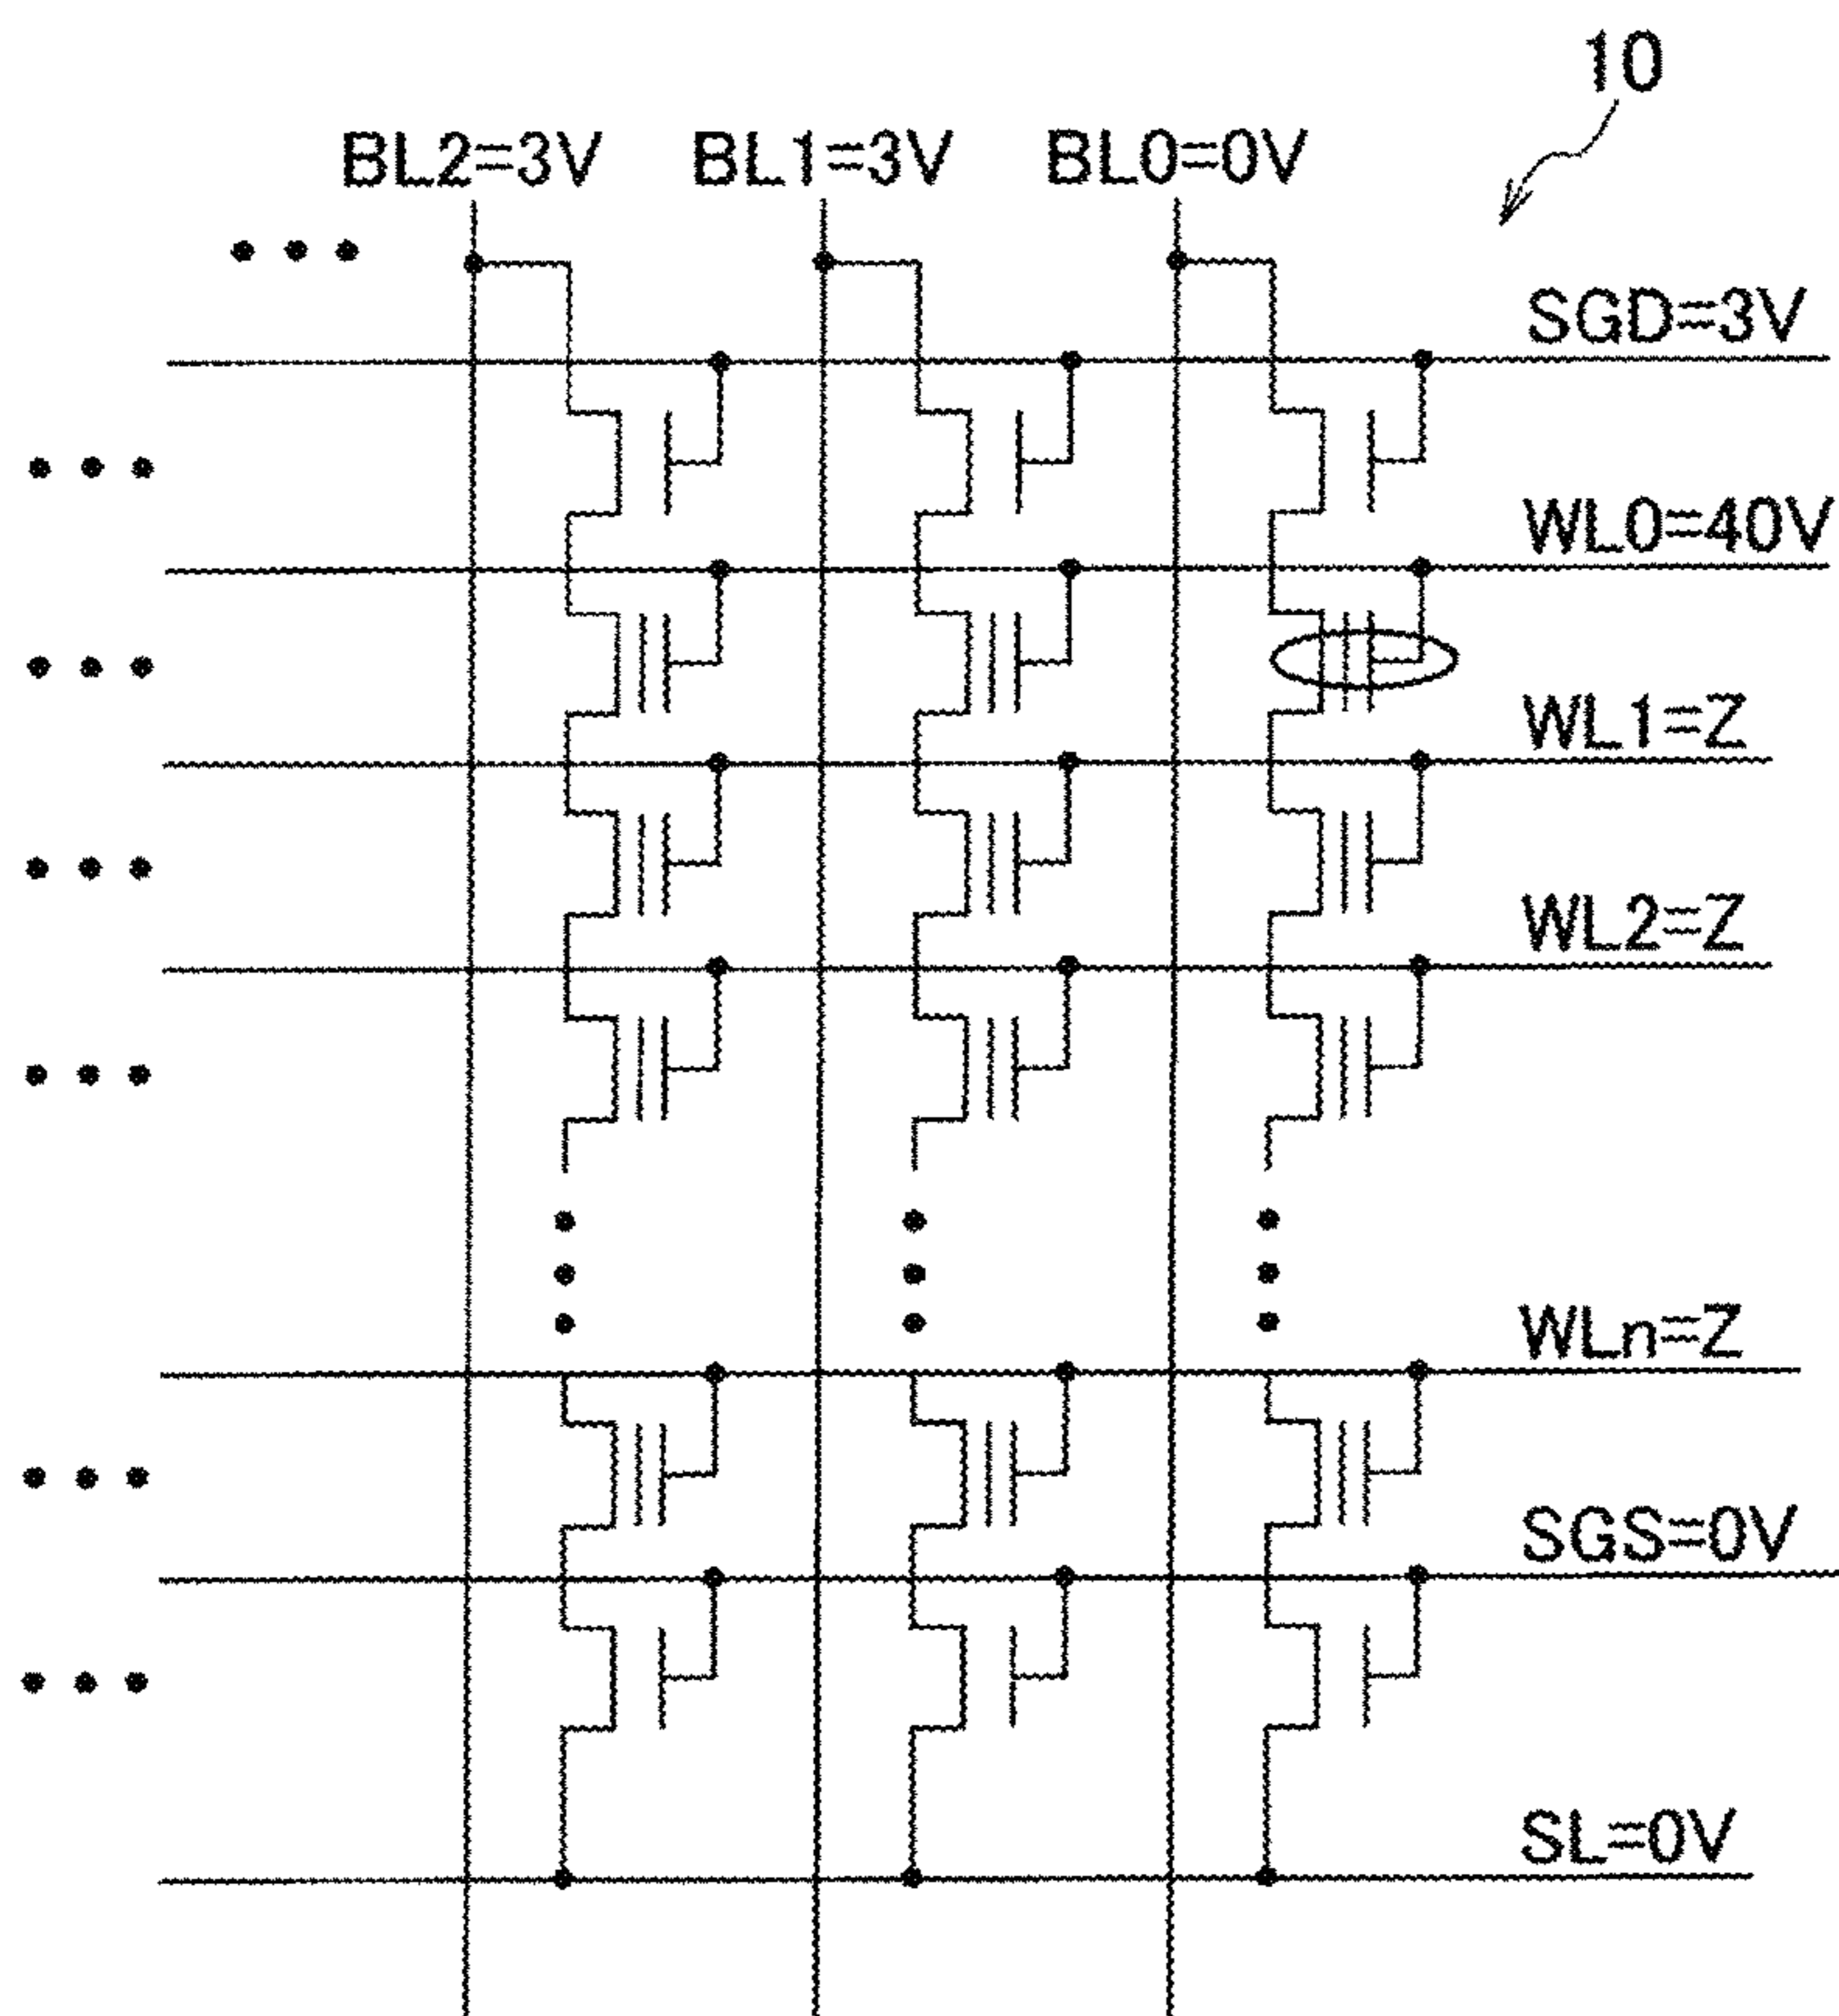 10
BL2=3V BL1=3V BL0=0V
SGD=3V
WL0=40V
WL1=Z
WL2=Z
WLn=Z
SGS=0V
SL=0V